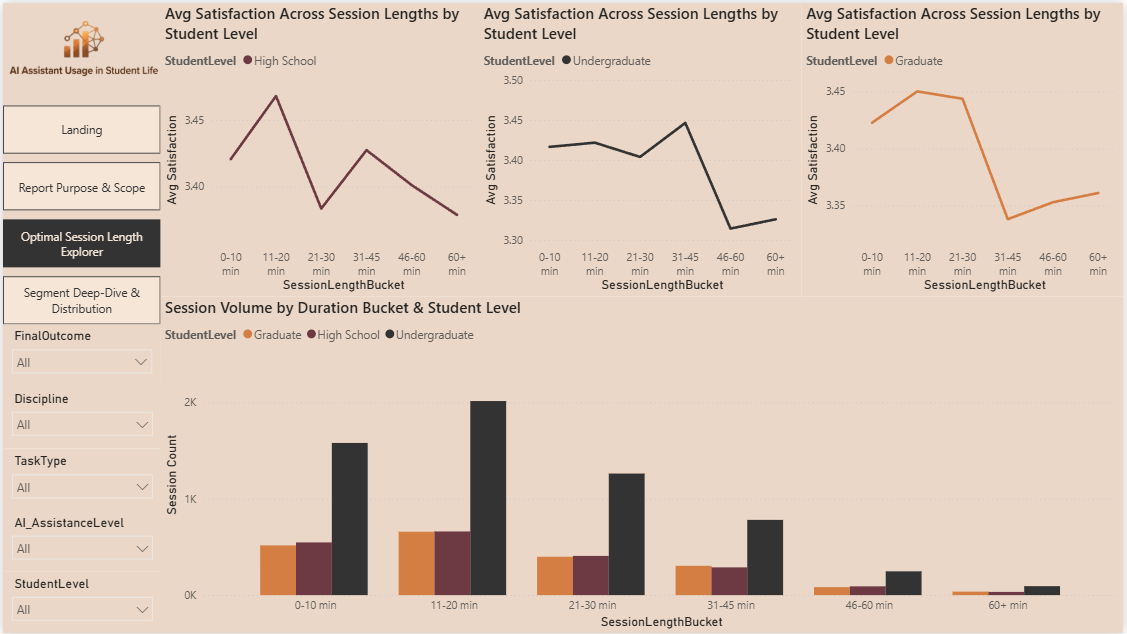 AI Assistant Usage in Student Life
Landing
Report Purpose & Scope
Optimal Session Length
Explorer
Segment Deep-Dive &
Distribution
FinalOutcome
All
Discipline
All
TaskType
All
AI_AssistanceLevel
All
StudentLevel
All
Avg Satisfaction Across Session Lengths by
Student Level
StudentLevel High School
Avg Satisfaction
3.45
3.40
0-10 min
11-20 min
21-30 min
31-45 min
46-60 min
60+ min
SessionLengthBucket
Avg Satisfaction Across Session Lengths by
Student Level
StudentLevel Undergraduate
Avg Satisfaction
3.50
3.45
3.40
3.35
3.30
0-10 min
11-20 min
21-30 min
31-45 min
46-60 min
60+ min
SessionLengthBucket
Avg Satisfaction Across Session Lengths by
Student Level
StudentLevel Graduate
Avg Satisfaction
3.45
3.40
3.35
0-10 min
11-20 min
21-30 min
31-45 min
46-60 min
60+ min
SessionLengthBucket
Session Volume by Duration Bucket & Student Level
StudentLevel Graduate High School Undergraduate
Session Count
2K
1K
0K
0-10 min
11-20 min
21-30 min
31-45 min
46-60 min
60+ min
SessionLengthBucket